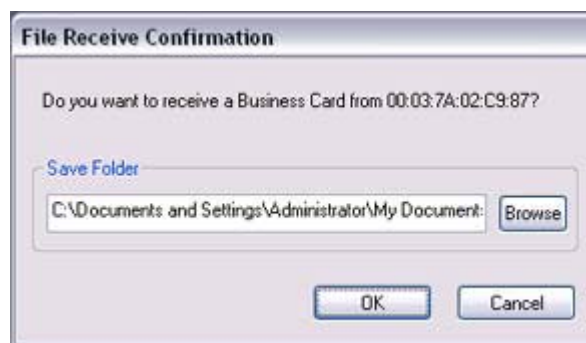 File Receive Confirmation
Do you want to receive a Business Card from 00:03:7A:02:C9:87?
Save Folder
C:\Documents and Settings\Administrator\My Document:
Browse
OK
Cancel